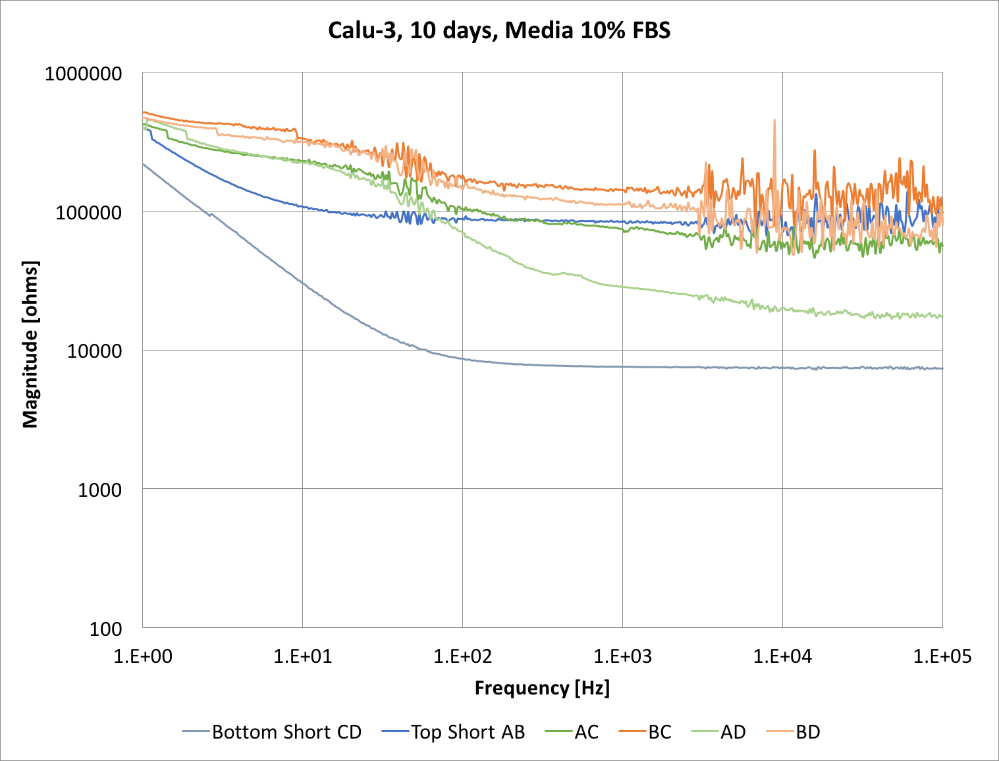 Calu-3, 10 days, Media 10% FBS
1000000
100000
10000
1000
100
Magnitude [ohms]
1.E+00 1.E+01 1.E+02 1.E+03 1.E+04 1.E+05
Frequency [Hz]
Bottom Short CD Top Short AB AC BC AD BD